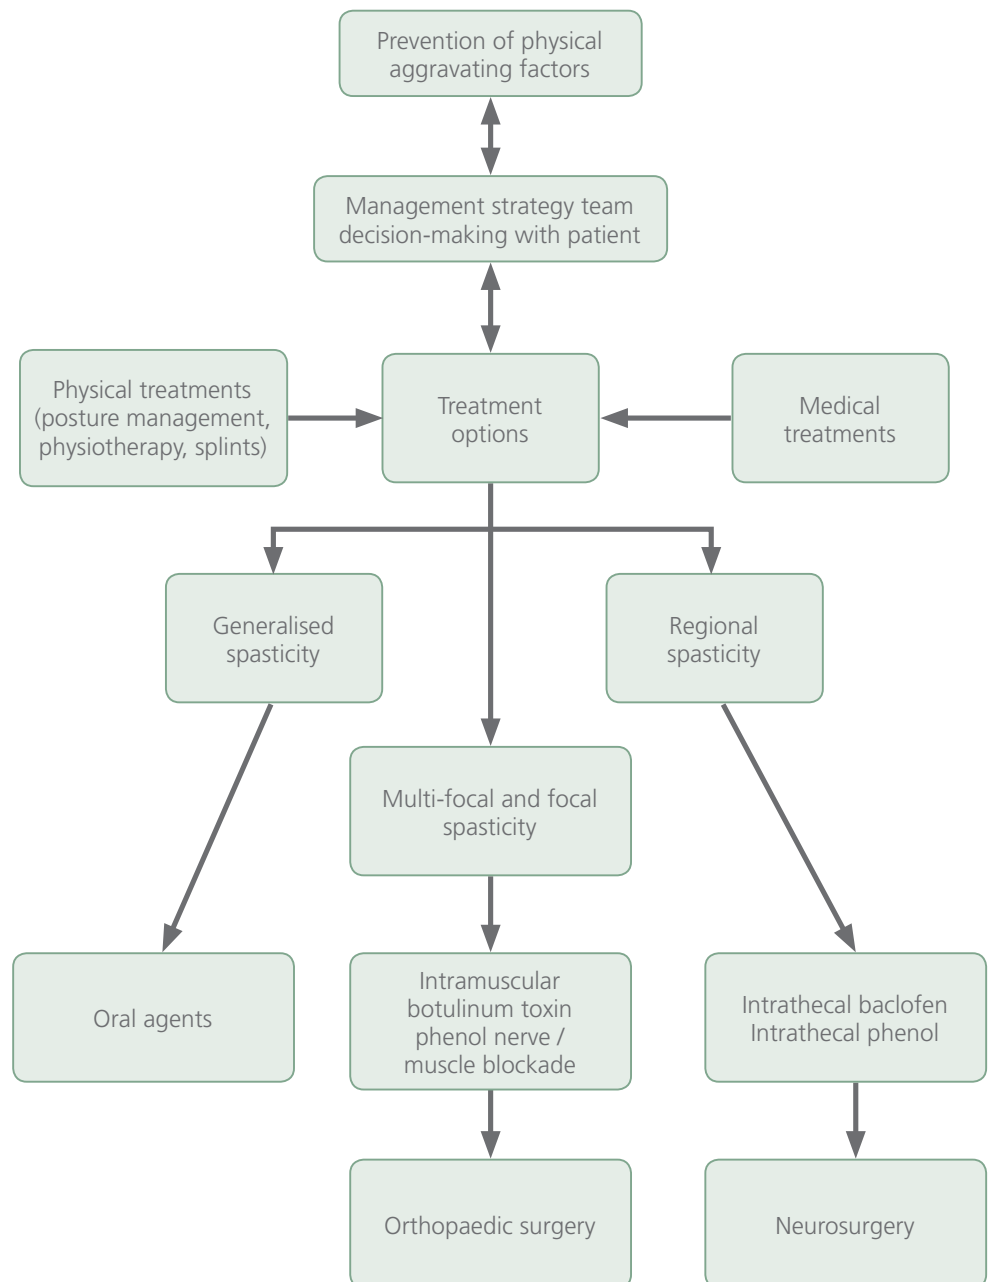 Prevention of physical
aggravating factors
Management strategy team
decision-making with patient
Physical treatments
(posture management,
physiotherapy, splints)
Treatment
options
Medical
treatments
Generalised
spasticity
Regional
spasticity
Multi-focal and focal
spasticity
Oral agents
Intramuscular
botulinum toxin
phenol nerve /
muscle blockade
Intrathecal baclofen
Intrathecal phenol
Orthopaedic surgery
Neurosurgery